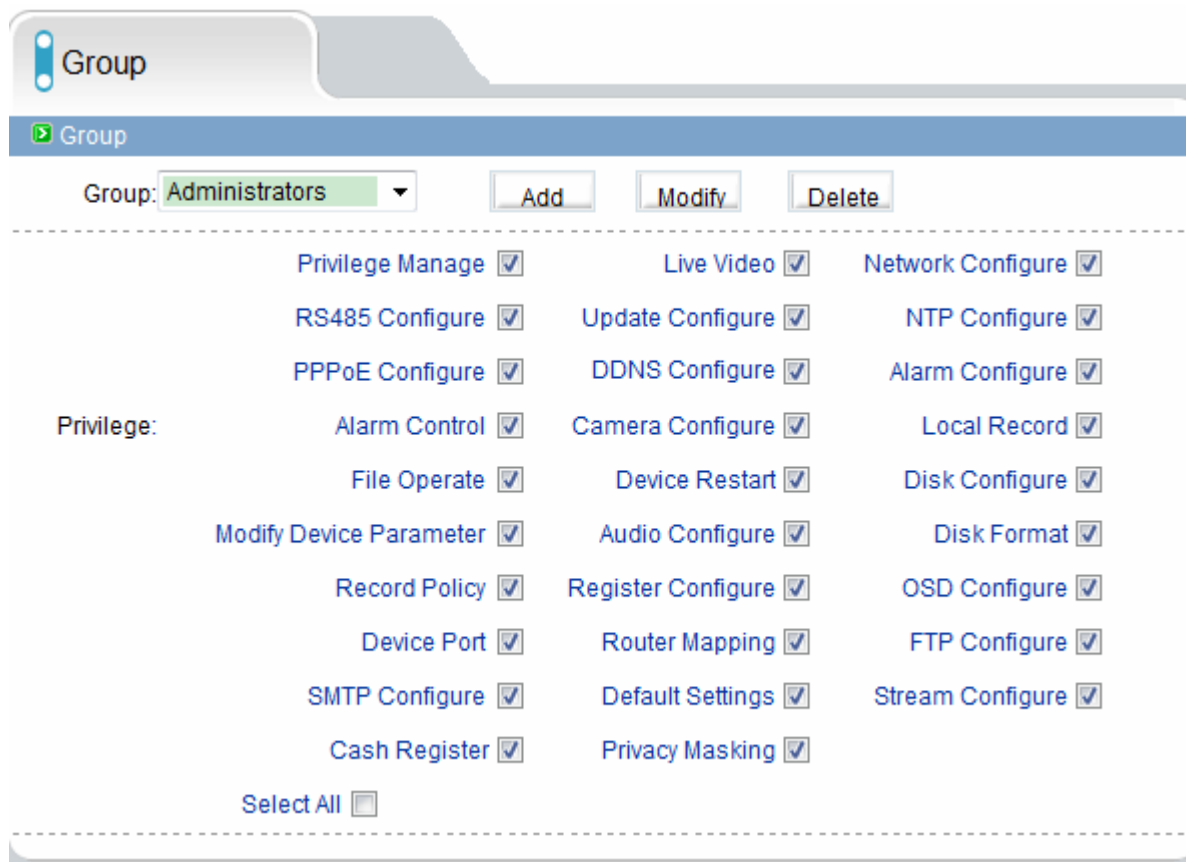 Group
Group
Group: Administrators Add Modify Delete
Privilege Manage Live Video Network Configure
RS485 Configure Update Configure NTP Configure
PPPoE Configure DDNS Configure Alarm Configure
Privilege: Alarm Control Camera Configure Local Record
File Operate Device Restart Disk Configure
Modify Device Parameter Audio Configure Disk Format
Record Policy Register Configure OSD Configure
Device Port Router Mapping FTP Configure
SMTP Configure Default Settings Stream Configure
Cash Register Privacy Masking
Select All